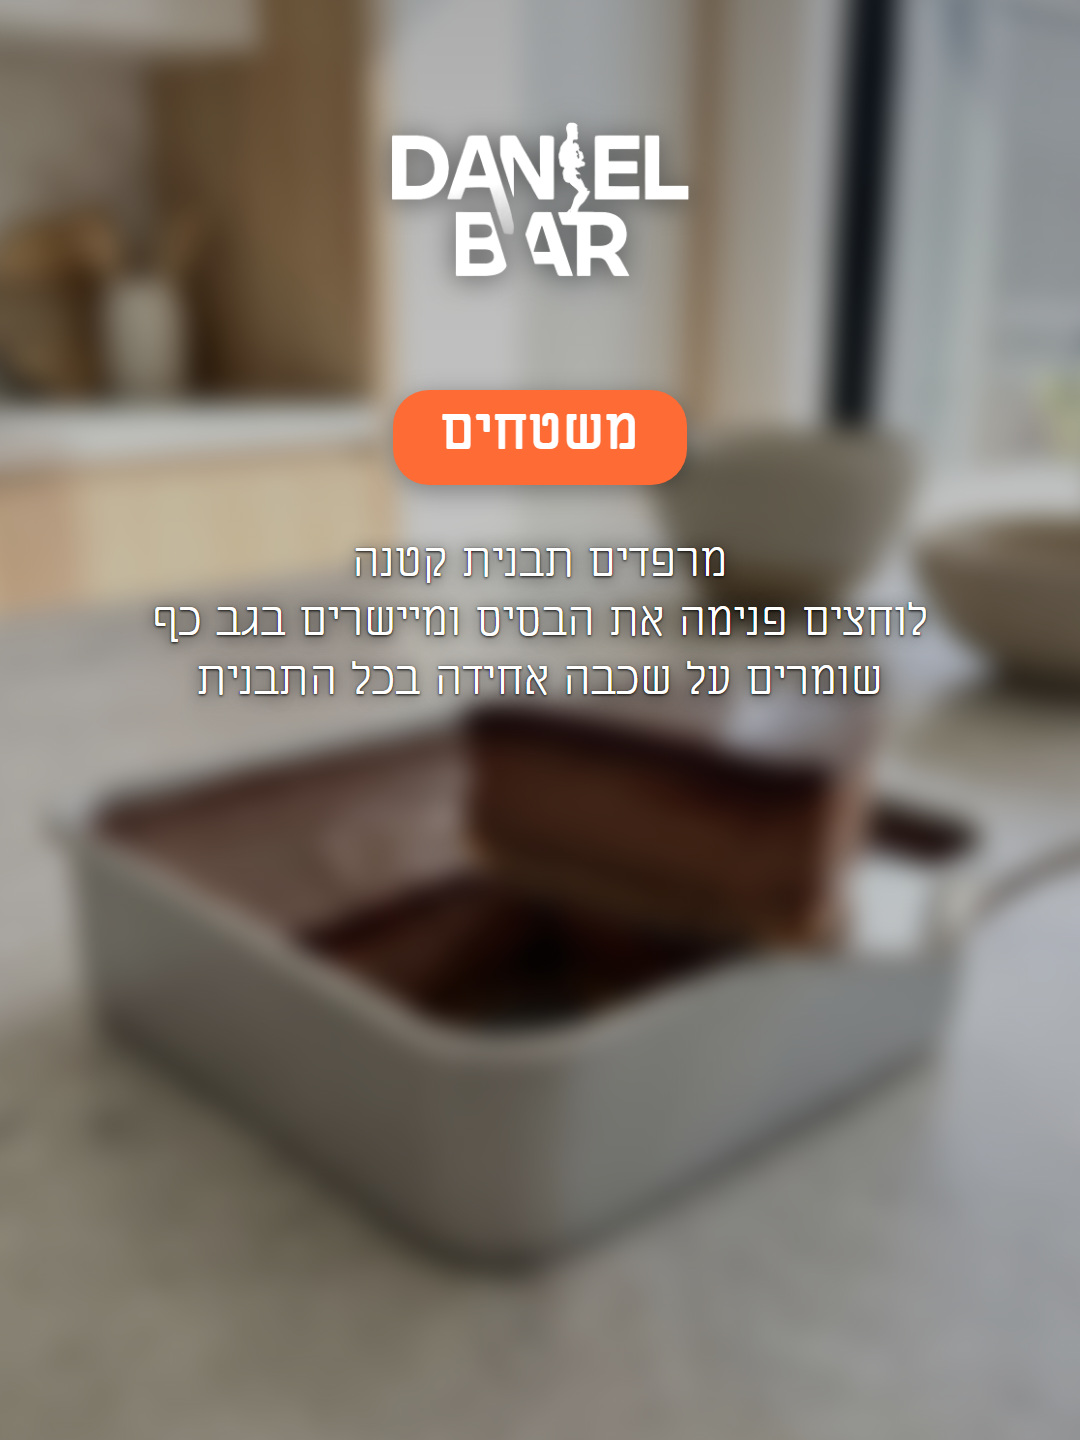 DANIEL
BAR
משטחים
מרפדים תבנית קטנה
לוחצים פנימה את הבסיס ומיישרים בגב כף
שומרים על שכבה אחידה בכל התבנית